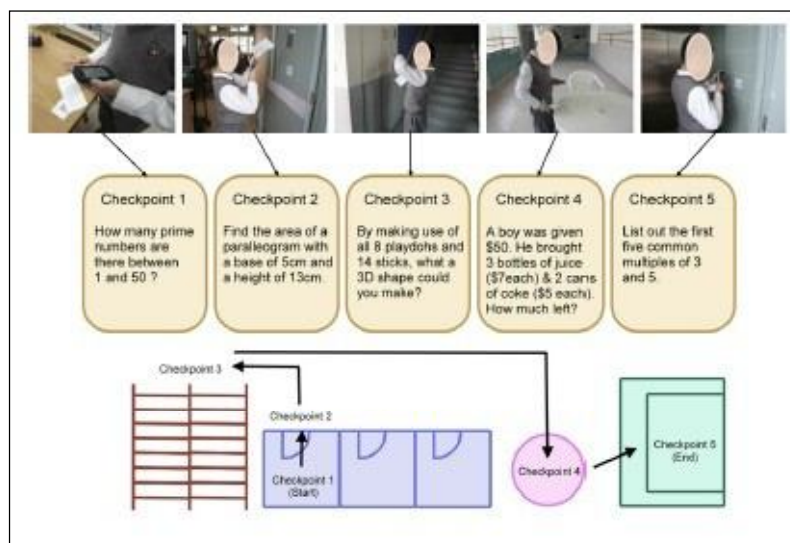 Checkpoint 1
How many prime
numbers are
there between
1 and 50 ?
Checkpoint 2
Find the area of a
paralleogram with
a base of 5cm and
a height of 13cm.
Checkpoint 3
By making use of
all 8 playdohs and
14 sticks, what a
3D shape could
you make?
Checkpoint 4
A boy was given
$50. He brought
3 bottles of juice
($7each) & 2 cans
of coke ($5 each).
How much left?
Checkpoint 5
List out the first
five common
multiples of 3
and 5.
Checkpoint 3
Checkpoint 2
Checkpoint 1
(Start)
Checkpoint 4
Checkpoint 5
(End)